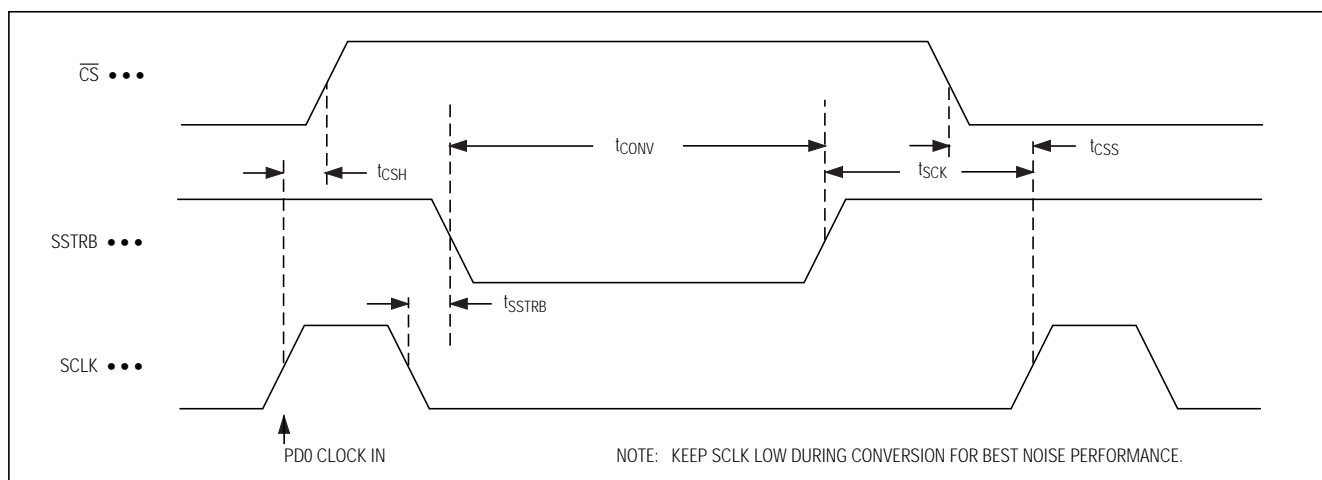 C̅S̅ •••
tCONV
tCSS
tCSH
tSCK
SSTRB •••
tSSTRB
SCLK •••
PD0 CLOCK IN
NOTE: KEEP SCLK LOW DURING CONVERSION FOR BEST NOISE PERFORMANCE.